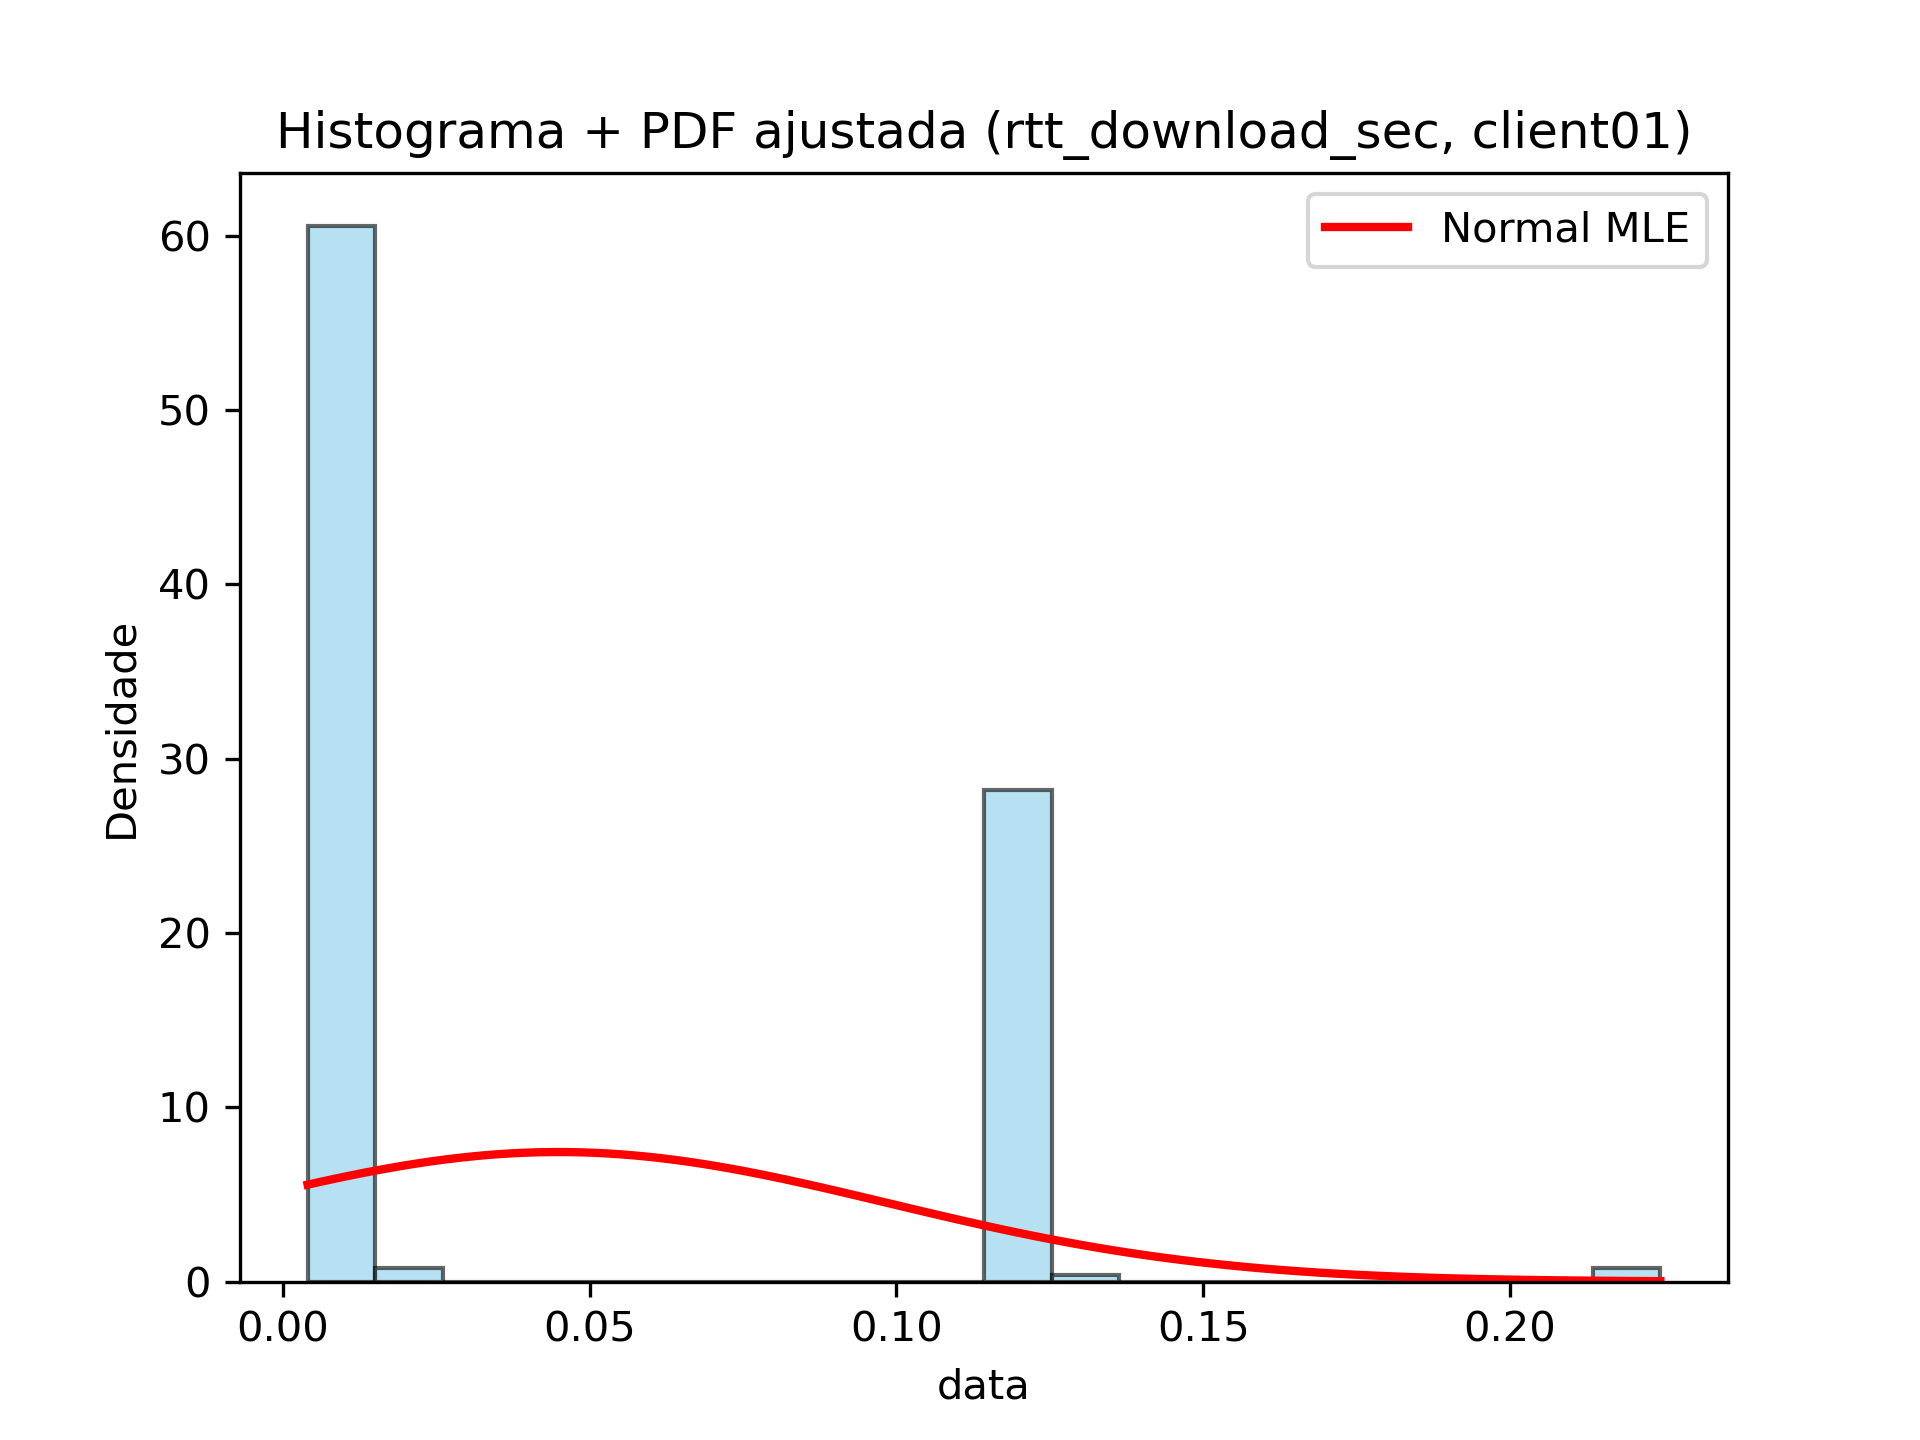 Histograma + PDF ajustada (rtt_download_sec, client01)
Normal MLE
60
50
40
30
20
10
0
Densidade
0.00 0.05 0.10 0.15 0.20
data